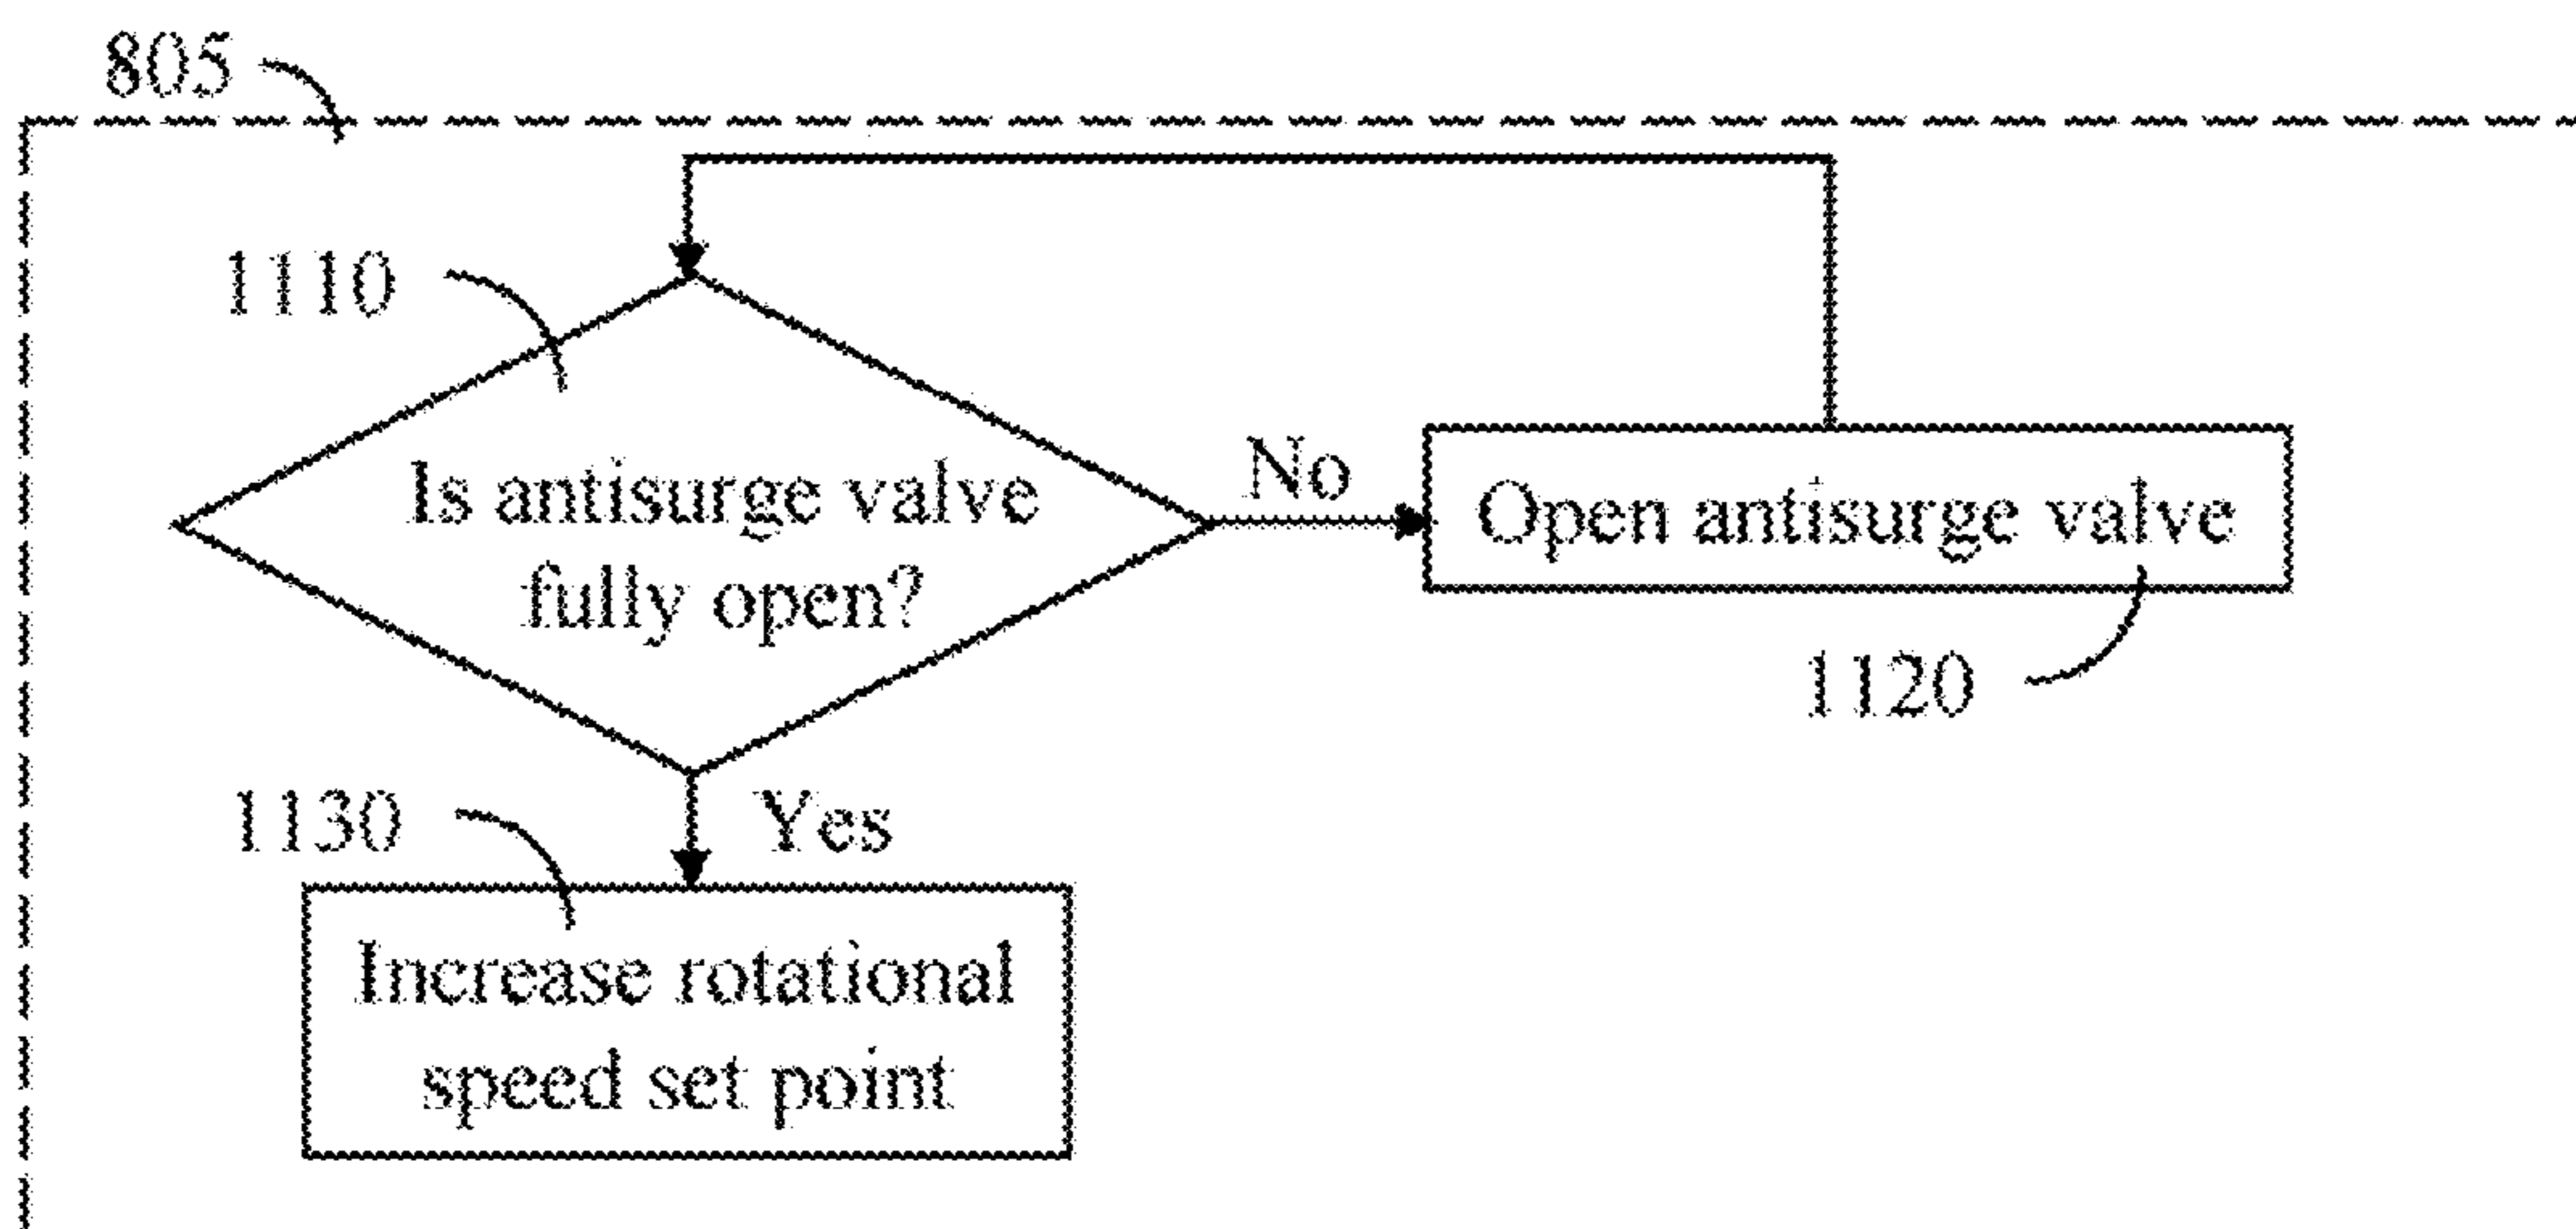 805
1110
Is antisurge valve
fully open?
No
Open antisurge valve
1120
1130
Yes
Increase rotational
speed set point